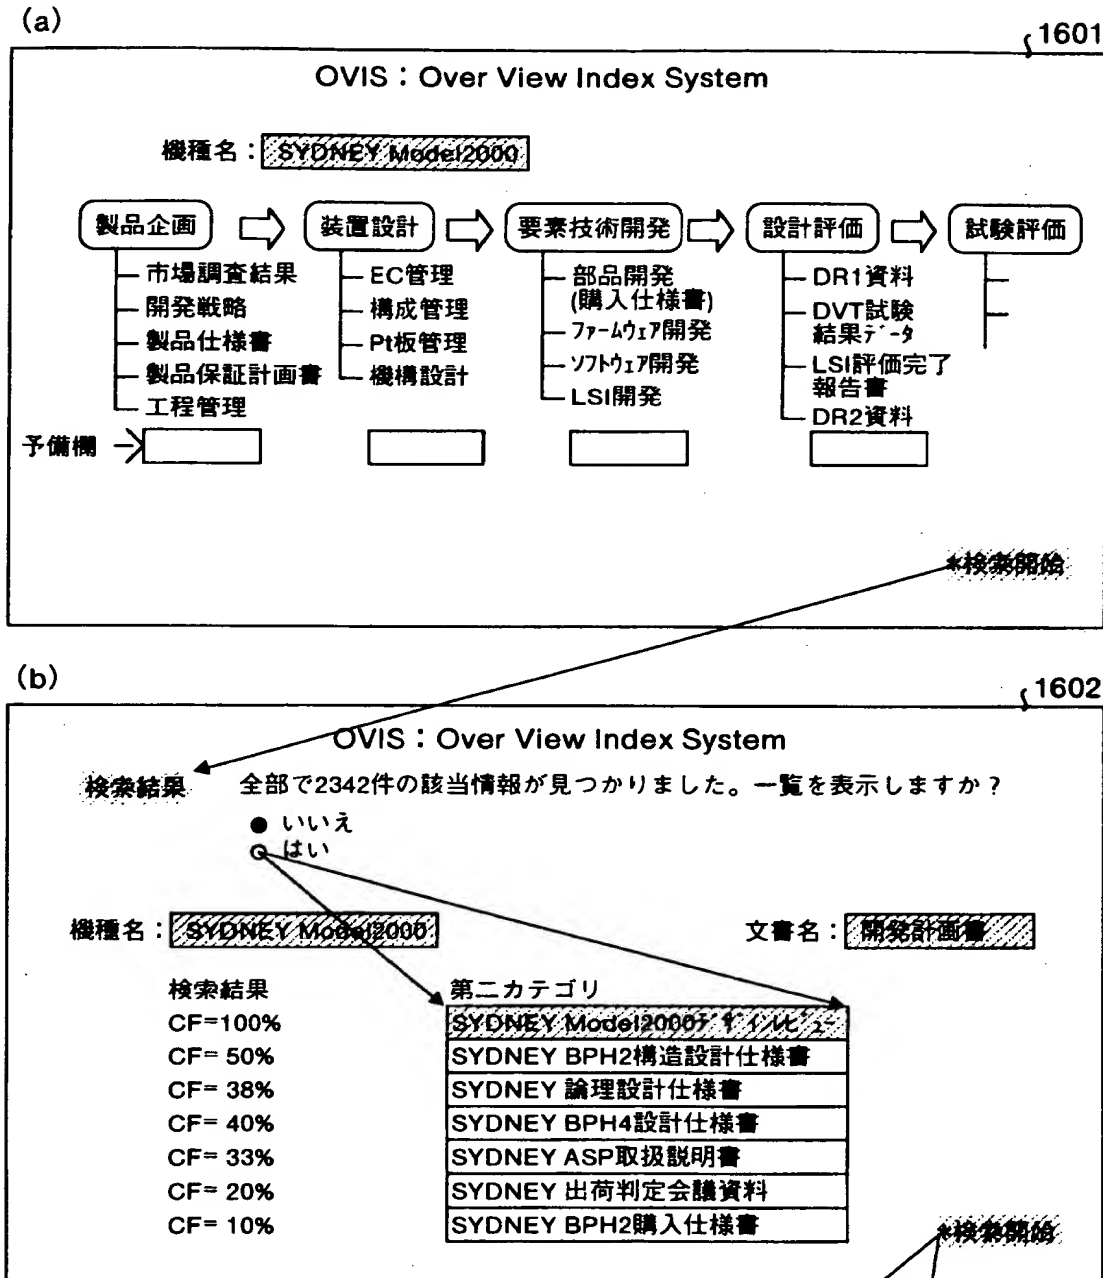 (a)
1601
OVIS：Over View Index System
機種名： SYDNEY Model2000
製品企画 装置設計 要素技術開発 設計評価 試験評価
市場調査結果
開発戦略
製品仕様書
製品保証計画書
工程管理
EC管理
構成管理
Pt板管理
機構設計
部品開発
(購入仕様書)
ファームウェア開発
ソフトウェア開発
LSI開発
DR1資料
DVT試験
結果データ
LSI評価完了
報告書
DR2資料
予備欄
*検索開始
(b)
1602
OVIS：Over View Index System
検索結果 全部で2342件の該当情報が見つかりました。一覧を表示しますか？
いいえ
はい
機種名： SYDNEY Model2000 文書名： 開発計画書
検索結果 第二カテゴリ
CF=100% SYDNEY Model2000デザインレビュー
CF= 50% SYDNEY BPH2構造設計仕様書
CF= 38% SYDNEY 論理設計仕様書
CF= 40% SYDNEY BPH4設計仕様書
CF= 33% SYDNEY ASP取扱説明書
CF= 20% SYDNEY 出荷判定会議資料
CF= 10% SYDNEY BPH2購入仕様書
*検索開始